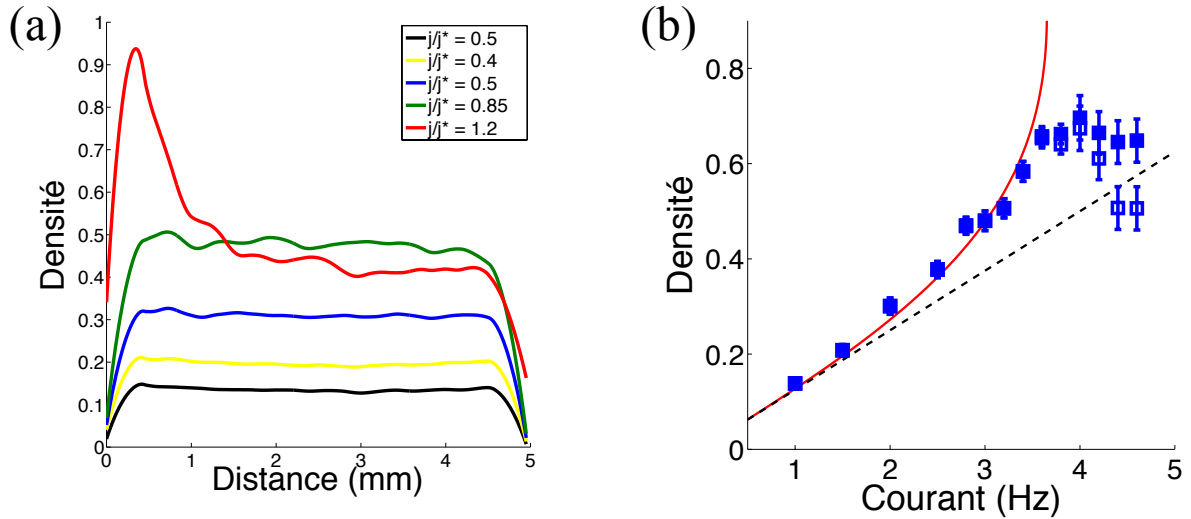 (a)
1
0.9
0.8
0.7
0.6
0.5
0.4
0.3
0.2
0.1
0
Densité
0 1 2 3 4 5
Distance (mm)
j/j* = 0.5
j/j* = 0.4
j/j* = 0.5
j/j* = 0.85
j/j* = 1.2
(b)
0.8
0.6
0.4
0.2
0
Densité
1 2 3 4 5
Courant (Hz)